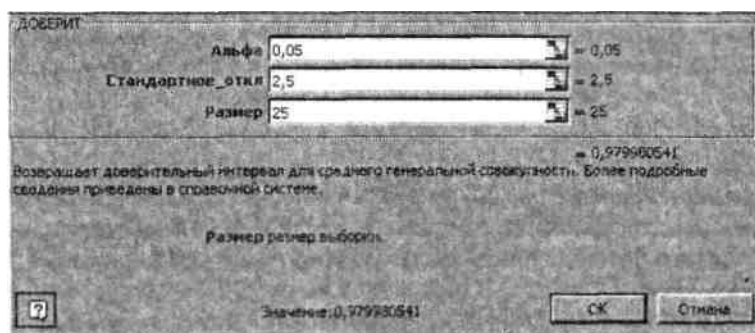 ДОВЕРИТ
Альфа 0,05 = 0,05
Стандартное_откл 2,5 = 2,5
Размер 25 = 25
= 0,979980541
Возвращает доверительный интервал для среднего генеральной совокупности. Более подробные
сведения приведены в справочной системе.
Размер размер выборки.
? Значение:0,979980541 ОК Отмена